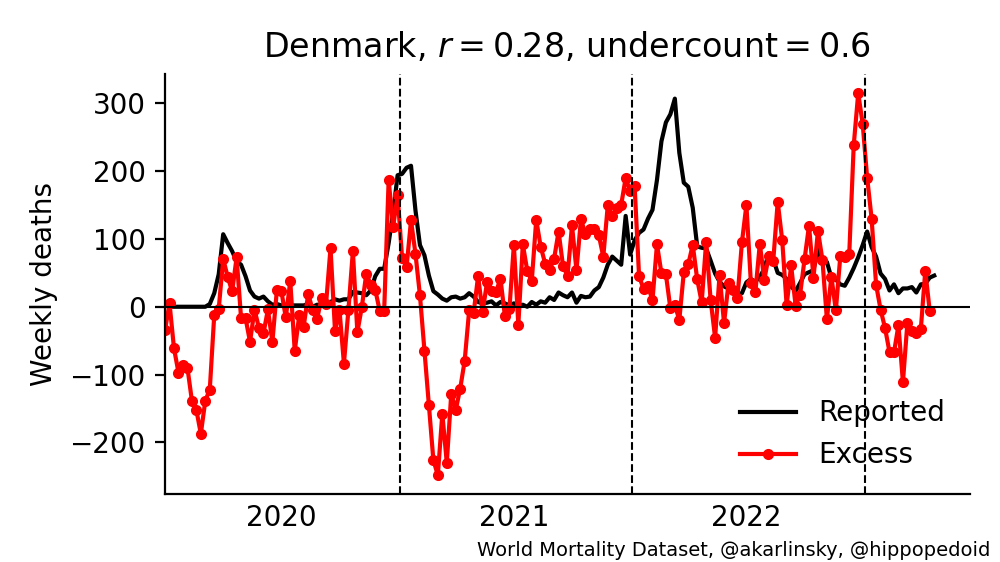 Denmark, r = 0.28, undercount = 0.6
Weekly deaths
300
200
100
0
−100
−200
Reported
Excess
2020 2021 2022
World Mortality Dataset, @akarlinsky, @hippopedoid